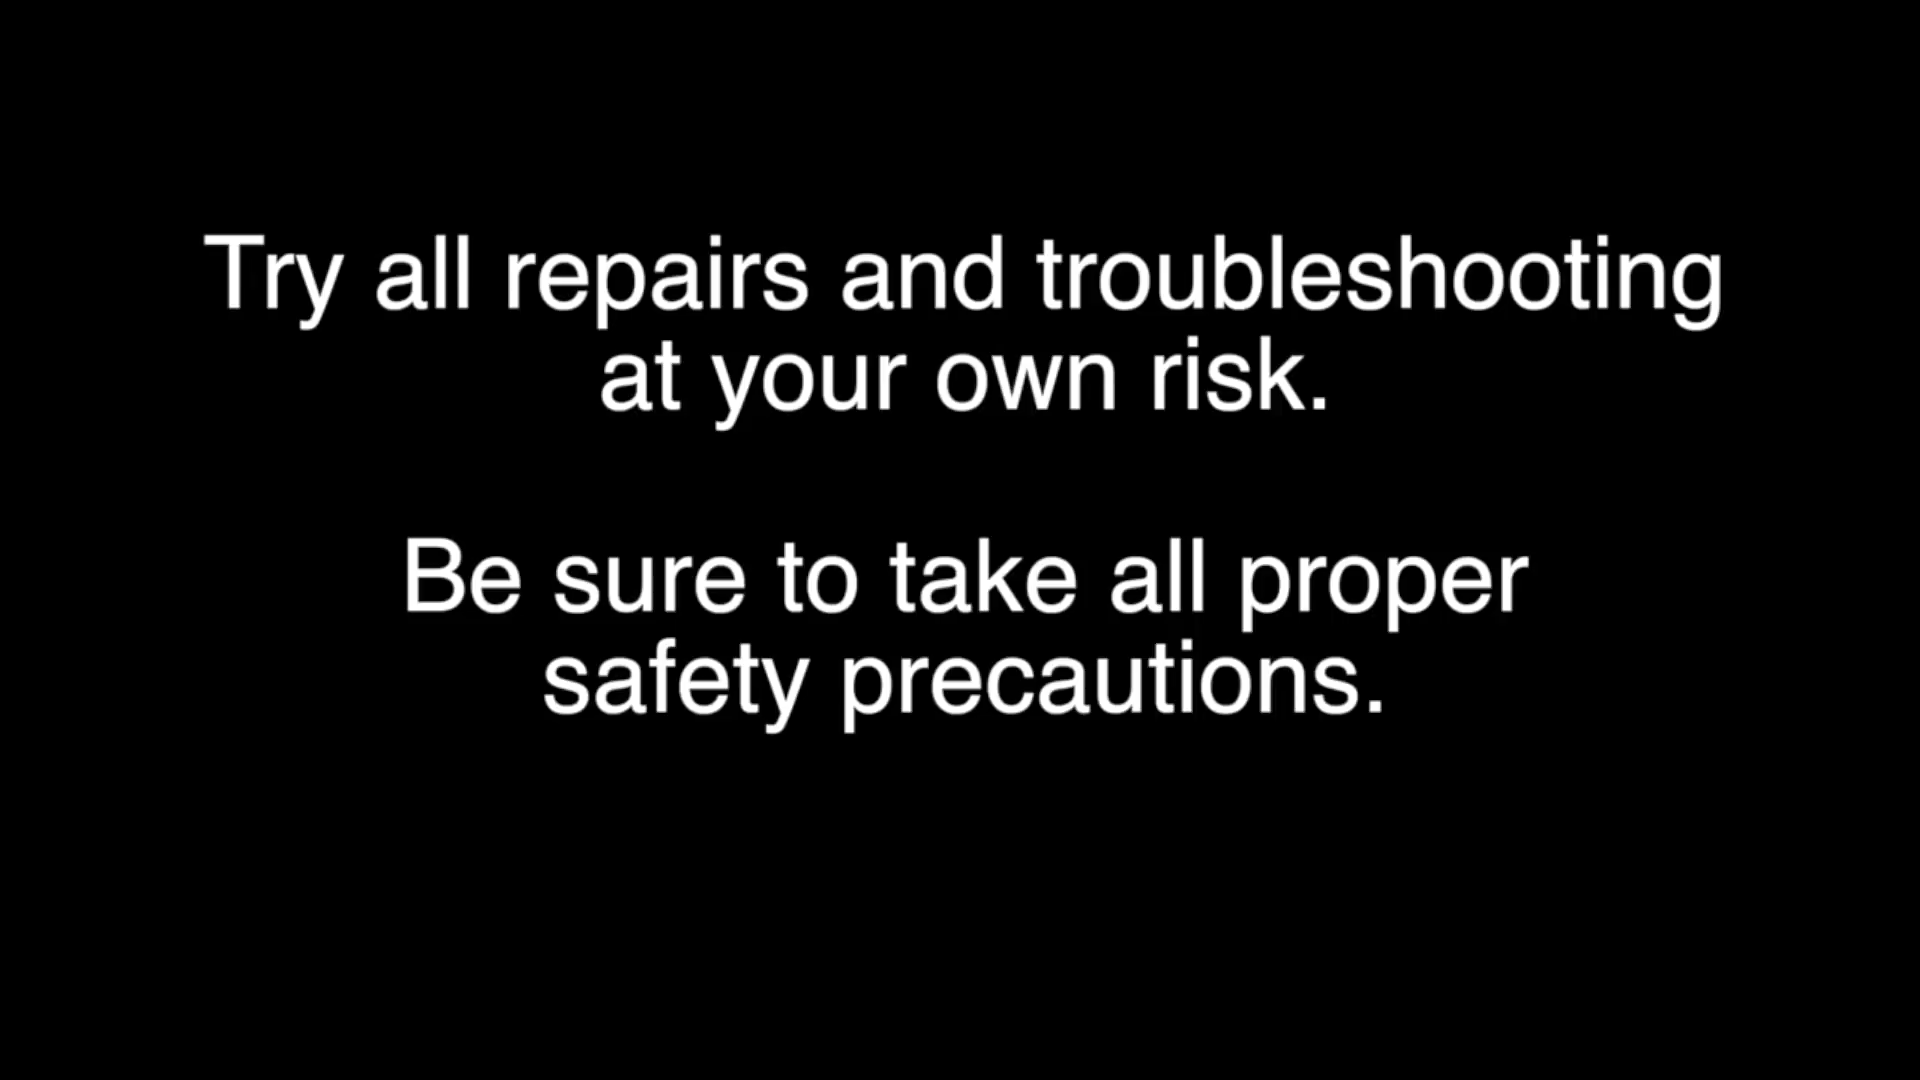 Try all repairs and troubleshooting
at your own risk.
Be sure to take all proper
safety precautions.